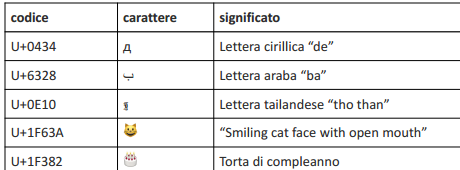 codice carattere significato
U+0434 д Lettera cirillica “de”
U+6328 ب Lettera araba “ba”
U+0E10 ฐ Lettera tailandese “tho than”
U+1F63A 😺 “Smiling cat face with open mouth”
U+1F382 🎂 Torta di compleanno